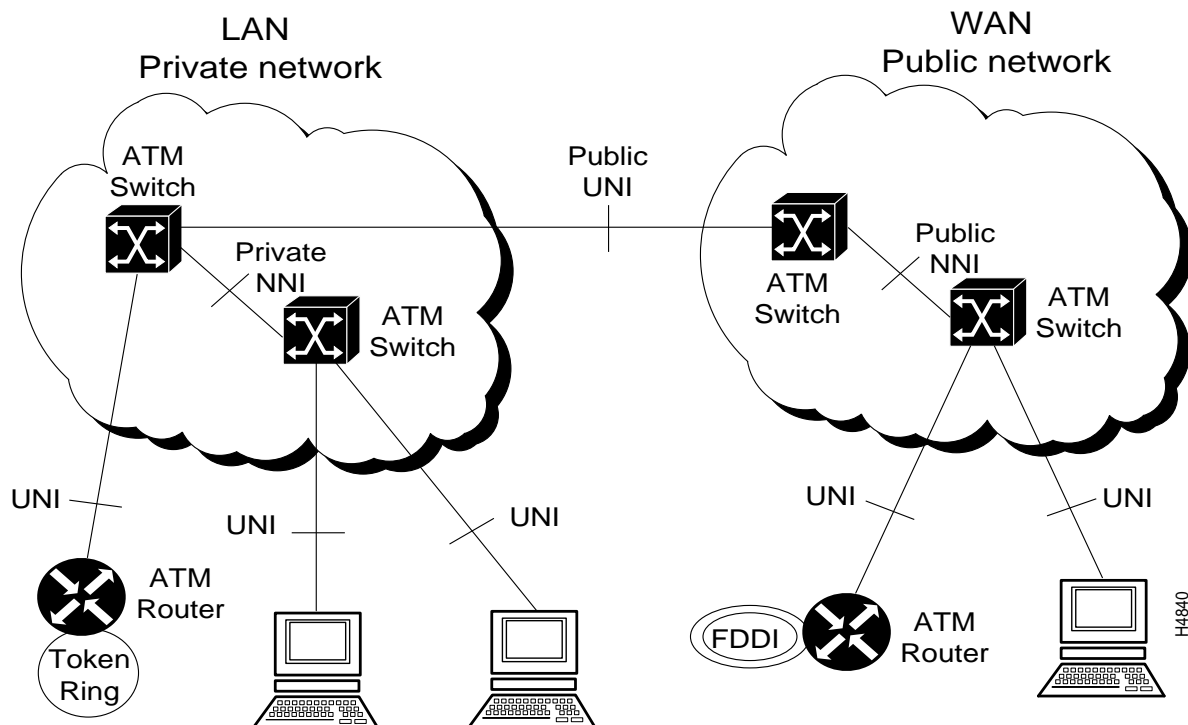 LAN
Private network
WAN
Public network
ATM
Switch
Public
UNI
Private
NNI
ATM
Switch
ATM
Switch
Public
NNI
ATM
Switch
UNI
UNI
UNI
UNI
UNI
ATM
Router
Token
Ring
FDDI
ATM
Router
H4840